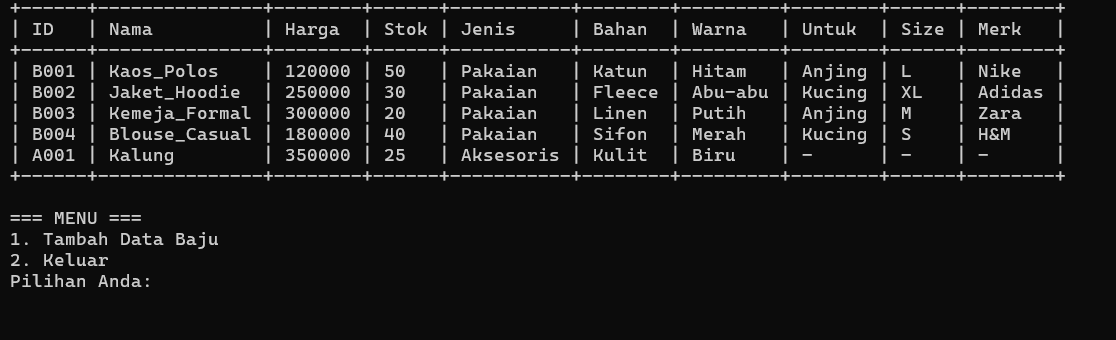 +------+---------------+--------+------+-----------+---------+---------+--------+------+--------+
| ID   | Nama          | Harga  | Stok | Jenis     | Bahan  | Warna   | Untuk  | Size | Merk   |
+------+---------------+--------+------+-----------+---------+---------+--------+------+--------+
| B001 | Kaos_Polos    | 120000 | 50   | Pakaian   | Katun  | Hitam   | Anjing | L    | Nike   |
| B002 | Jaket_Hoodie  | 250000 | 30   | Pakaian   | Fleece | Abu-abu | Kucing | XL   | Adidas |
| B003 | Kemeja_Formal | 300000 | 20   | Pakaian   | Linen  | Putih   | Anjing | M    | Zara   |
| B004 | Blouse_Casual | 180000 | 40   | Pakaian   | Sifon  | Merah   | Kucing | S    | H&M    |
| A001 | Kalung        | 350000 | 25   | Aksesoris | Kulit  | Biru    | -      | -    | -      |
+------+---------------+--------+------+-----------+---------+---------+--------+------+--------+
=== MENU ===
1. Tambah Data Baju
2. Keluar
Pilihan Anda: